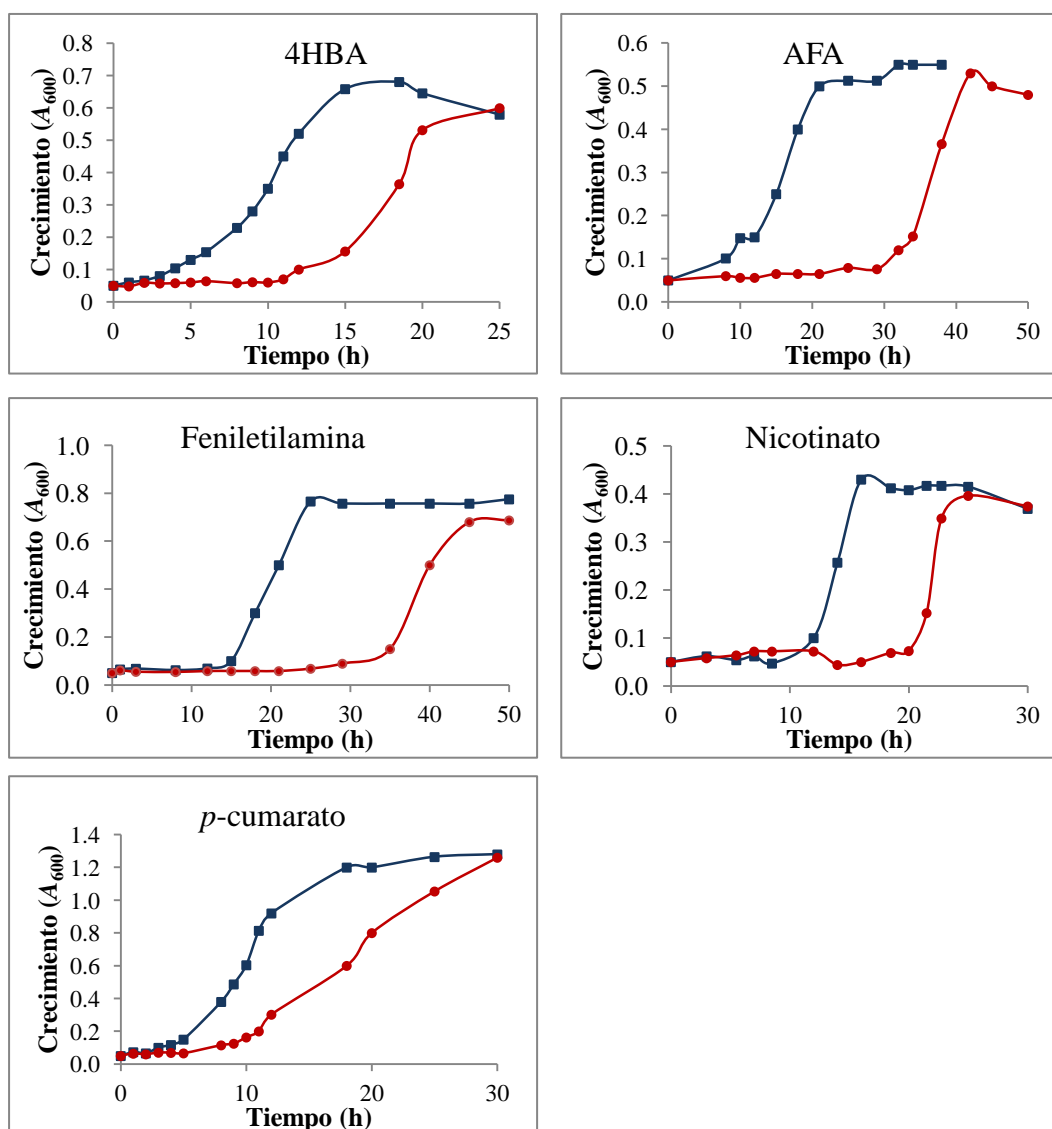 4HBA
Crecimiento (A600)
0.8
0.7
0.6
0.5
0.4
0.3
0.2
0.1
0
0 5 10 15 20 25
Tiempo (h)
AFA
Crecimiento (A600)
0.6
0.5
0.4
0.3
0.2
0.1
0.0
0 10 20 30 40 50
Tiempo (h)
Feniletilamina
Crecimiento (A600)
1.0
0.8
0.6
0.4
0.2
0.0
0 10 20 30 40 50
Tiempo (h)
Nicotinato
Crecimiento (A600)
0.5
0.4
0.3
0.2
0.1
0.0
0 10 20 30
Tiempo (h)
p-cumarato
Crecimiento (A600)
1.4
1.2
1.0
0.8
0.6
0.4
0.2
0.0
0 10 20 30
Tiempo (h)